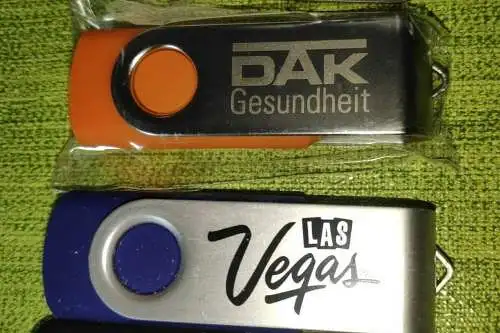 DAK
Gesundheit
LAS
Vegas